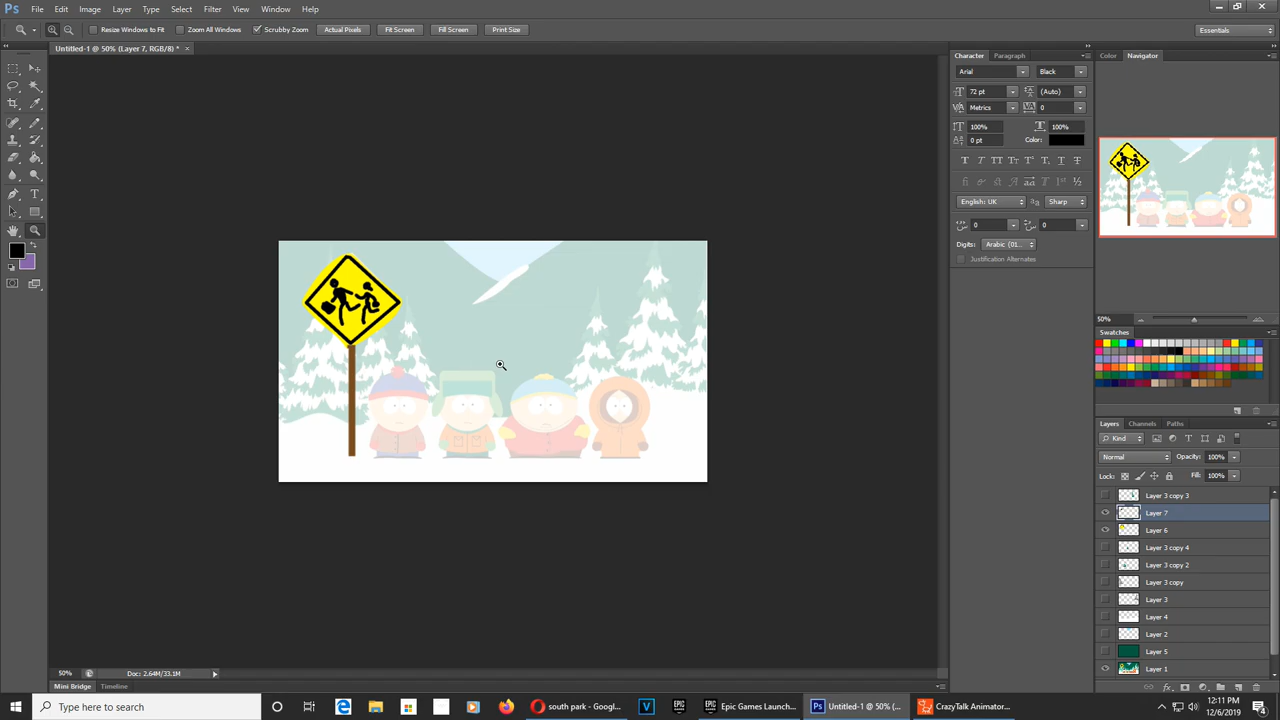 Ps File Edit Image Layer Type Select Filter View Window Help
Resize Windows to Fit Zoom All Windows Scrubby Zoom Actual Pixels Fit Screen Fill Screen Print Size Essentials
Untitled-1 @ 50% (Layer 7, RGB/8) * ×
Character Paragraph
Color Navigator
Arial Black
72 pt (Auto)
Metrics 0
100% 100%
0 pt Color:
English: UK Sharp
0 0
Digits: Arabic (01...
Justification Alternates
50%
Swatches
Layers Channels Paths
Kind
Normal Opacity: 100%
Lock: Fill: 100%
Layer 3 copy 3
Layer 7
Layer 6
Layer 3 copy 4
Layer 3 copy 2
Layer 3 copy
Layer 3
Layer 4
Layer 2
Layer 5
Layer 1
50% Doc: 2.64M/33.1M
Mini Bridge Timeline
Type here to search
south park - Googl...
Epic Games Launch...
Untitled-1 @ 50% (...
CrazyTalk Animator...
12:11 PM
12/6/2019